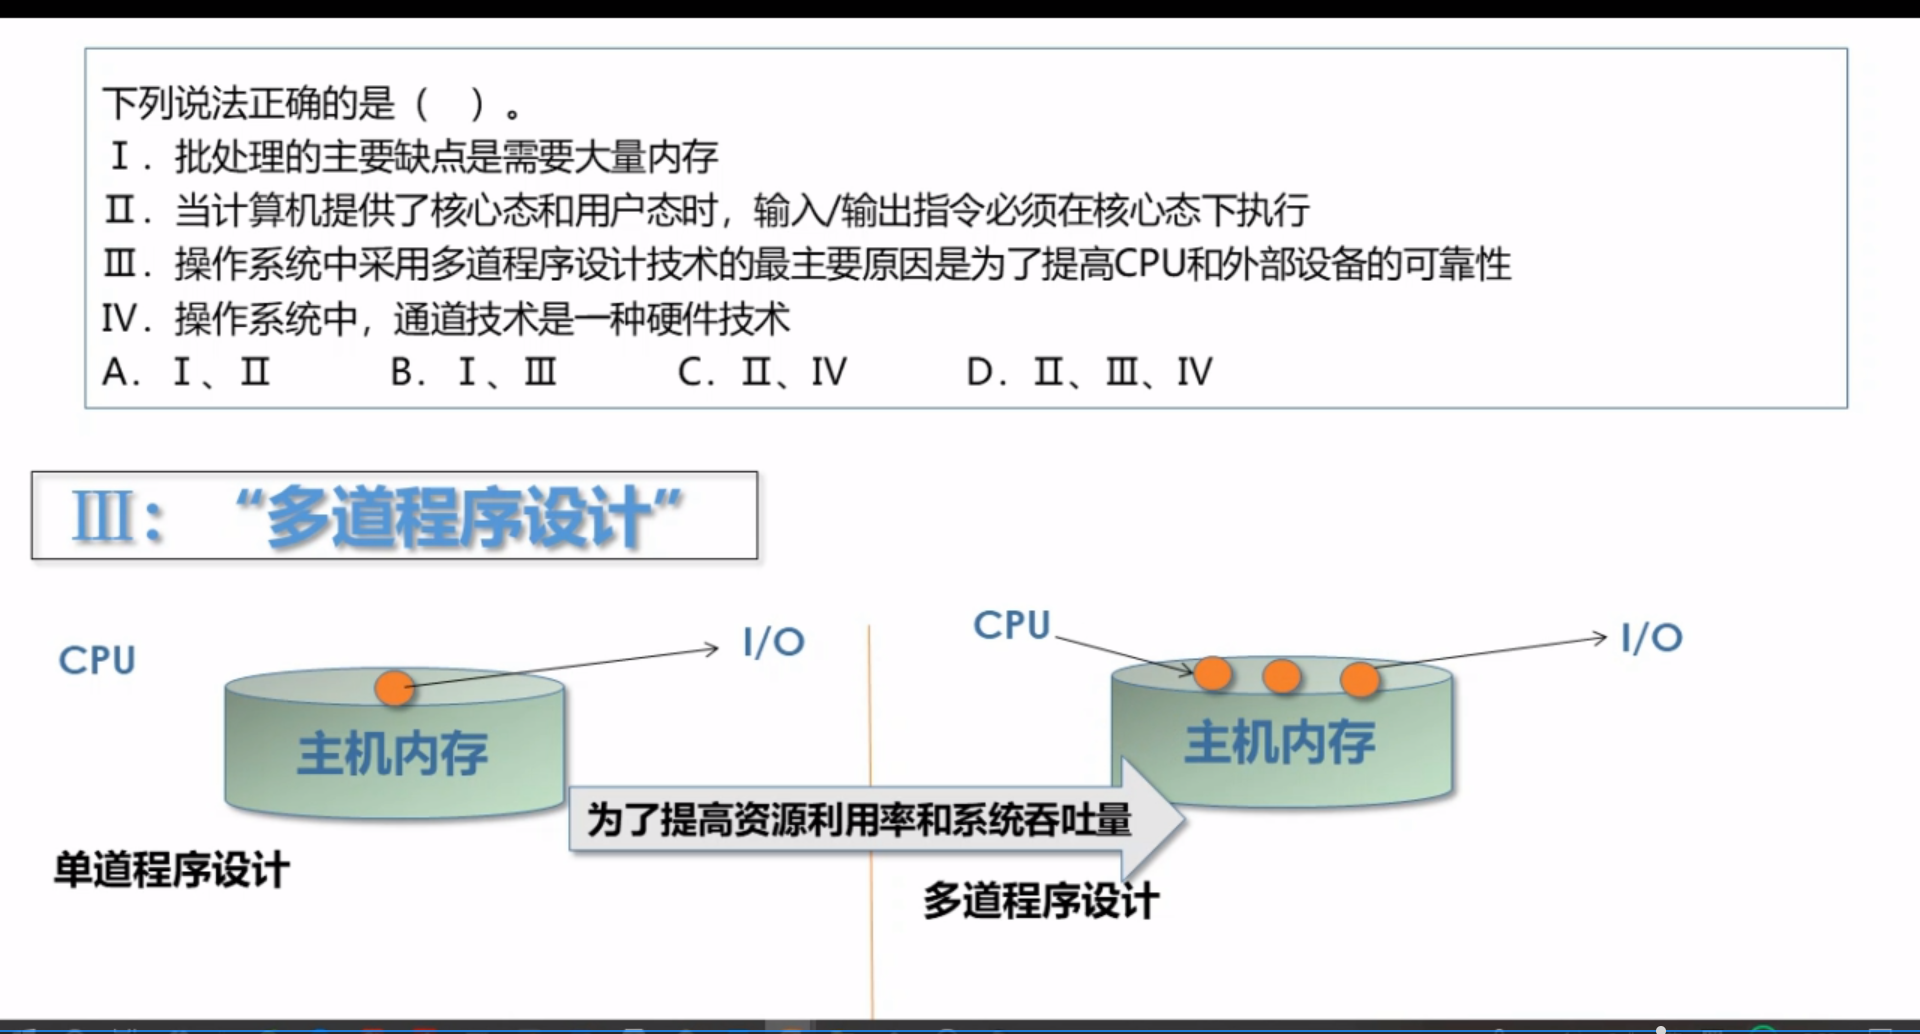 下列说法正确的是（　）。
Ⅰ．批处理的主要缺点是需要大量内存
Ⅱ．当计算机提供了核心态和用户态时，输入/输出指令必须在核心态下执行
Ⅲ．操作系统中采用多道程序设计技术的最主要原因是为了提高CPU和外部设备的可靠性
Ⅳ．操作系统中，通道技术是一种硬件技术
A．Ⅰ、Ⅱ　B．Ⅰ、Ⅲ　C．Ⅱ、Ⅳ　D．Ⅱ、Ⅲ、Ⅳ
Ⅲ：“多道程序设计”
CPU
I/O
主机内存
单道程序设计
为了提高资源利用率和系统吞吐量
CPU
I/O
主机内存
多道程序设计